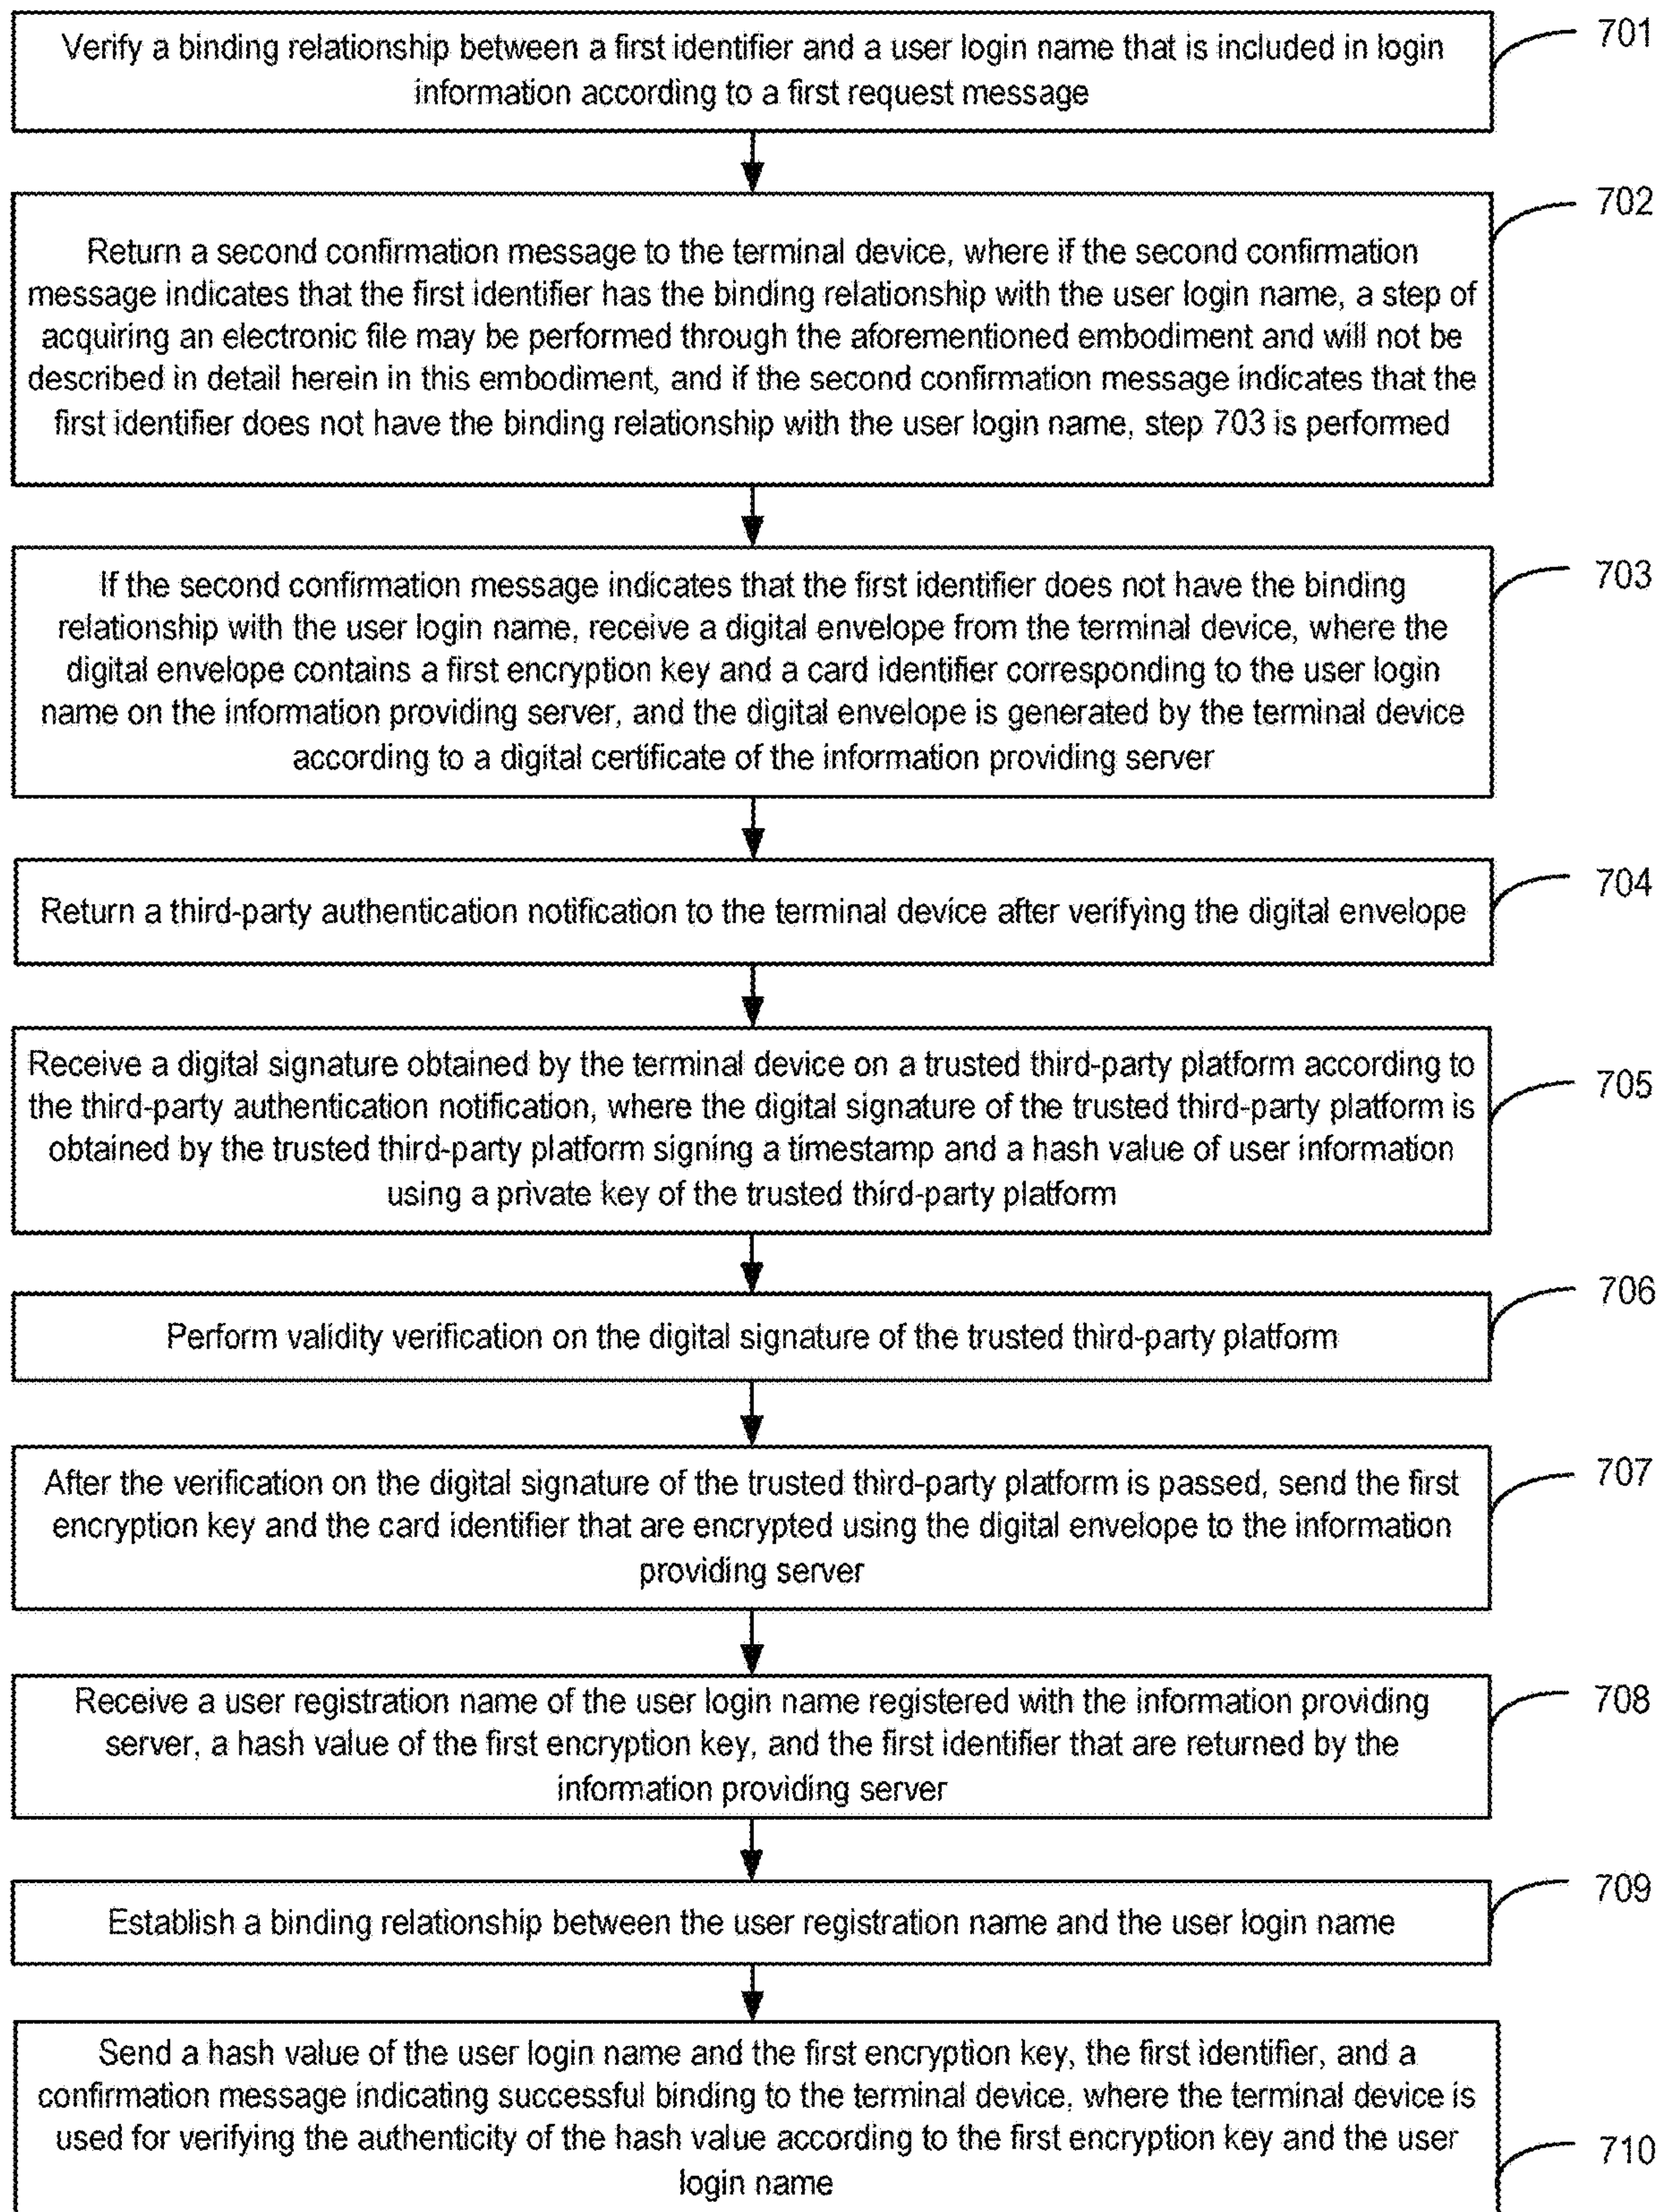 Verify a binding relationship between a first identifier and a user login name that is included in login
information according to a first request message
701
Return a second confirmation message to the terminal device, where if the second confirmation
message indicates that the first identifier has the binding relationship with the user login name, a step of
acquiring an electronic file may be performed through the aforementioned embodiment and will not be
described in detail herein in this embodiment, and if the second confirmation message indicates that the
first identifier does not have the binding relationship with the user login name, step 703 is performed
702
If the second confirmation message indicates that the first identifier does not have the binding
relationship with the user login name, receive a digital envelope from the terminal device, where the
digital envelope contains a first encryption key and a card identifier corresponding to the user login
name on the information providing server, and the digital envelope is generated by the terminal device
according to a digital certificate of the information providing server
703
Return a third-party authentication notification to the terminal device after verifying the digital envelope
704
Receive a digital signature obtained by the terminal device on a trusted third-party platform according to
the third-party authentication notification, where the digital signature of the trusted third-party platform is
obtained by the trusted third-party platform signing a timestamp and a hash value of user information
using a private key of the trusted third-party platform
705
Perform validity verification on the digital signature of the trusted third-party platform
706
After the verification on the digital signature of the trusted third-party platform is passed, send the first
encryption key and the card identifier that are encrypted using the digital envelope to the information
providing server
707
Receive a user registration name of the user login name registered with the information providing
server, a hash value of the first encryption key, and the first identifier that are returned by the
information providing server
708
Establish a binding relationship between the user registration name and the user login name
709
Send a hash value of the user login name and the first encryption key, the first identifier, and a
confirmation message indicating successful binding to the terminal device, where the terminal device is
used for verifying the authenticity of the hash value according to the first encryption key and the user
login name
710